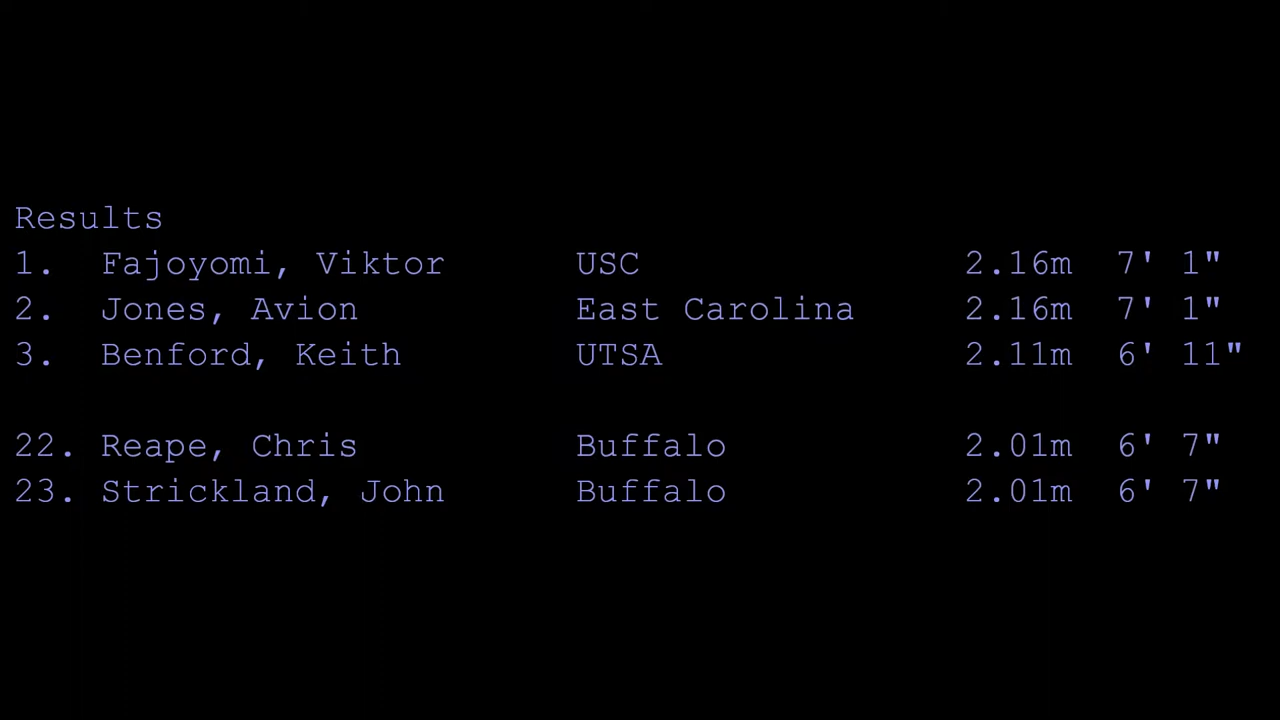 Results
1. Fajoyomi, Viktor USC 2.16m 7' 1"
2. Jones, Avion East Carolina 2.16m 7' 1"
3. Benford, Keith UTSA 2.11m 6' 11"
22. Reape, Chris Buffalo 2.01m 6' 7"
23. Strickland, John Buffalo 2.01m 6' 7"